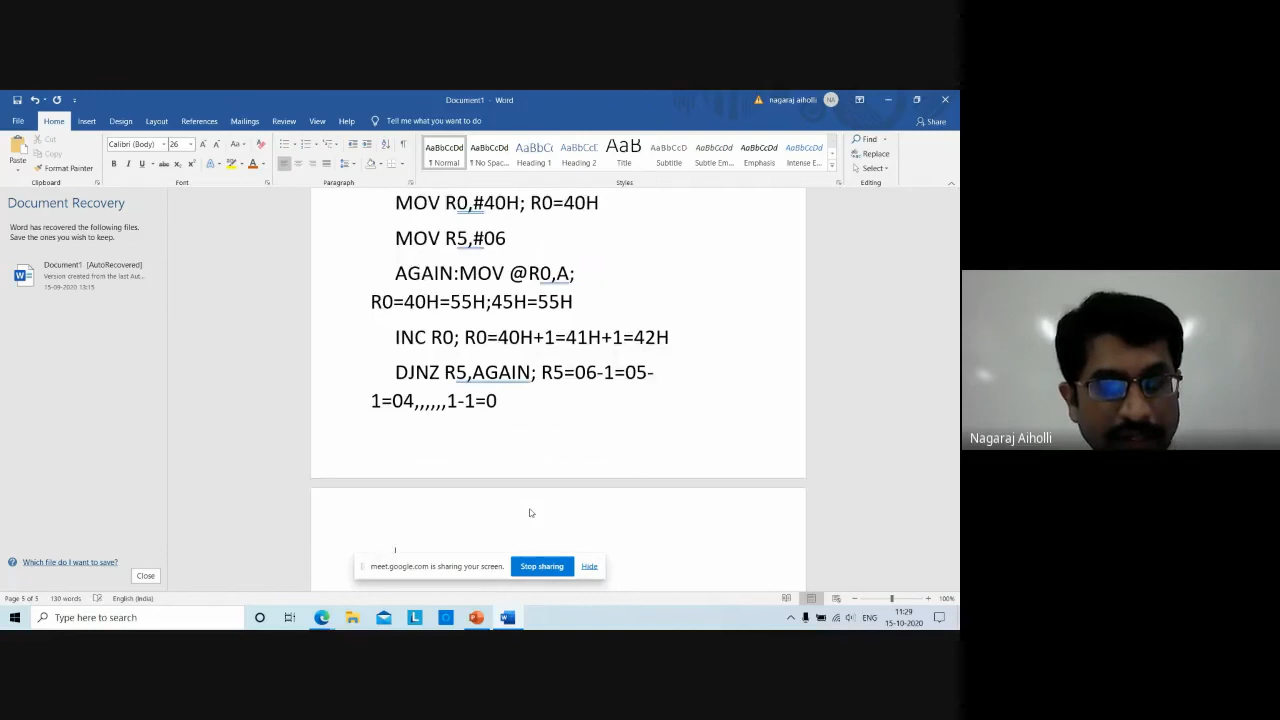 Document1 - Word
nagaraj aiholli
NA
File
Home
Insert
Design
Layout
References
Mailings
Review
View
Help
Tell me what you want to do
Share
Paste
Cut
Copy
Format Painter
Clipboard
Calibri (Body)
26
Font
Paragraph
AaBbCcDd
¶ Normal
AaBbCcDd
¶ No Spac...
AaBbCc
Heading 1
AaBbCcE
Heading 2
AaB
Title
AaBbCcD
Subtitle
AaBbCcDd
Subtle Em...
AaBbCcDd
Emphasis
AaBbCcDd
Intense E...
Styles
Find
Replace
Select
Editing
Document Recovery
Word has recovered the following files.
Save the ones you wish to keep.
Document1 [AutoRecovered]
Version created from the last Aut...
15-09-2020 13:15
Which file do I want to save?
Close
MOV R0,#40H; R0=40H
MOV R5,#06
AGAIN:MOV @R0,A;
R0=40H=55H;45H=55H
INC R0; R0=40H+1=41H+1=42H
DJNZ R5,AGAIN; R5=06-1=05-
1=04,,,,,,1-1=0
meet.google.com is sharing your screen.
Stop sharing
Hide
Page 5 of 5
130 words
English (India)
100%
Type here to search
ENG
11:29
15-10-2020
Nagaraj Aiholli